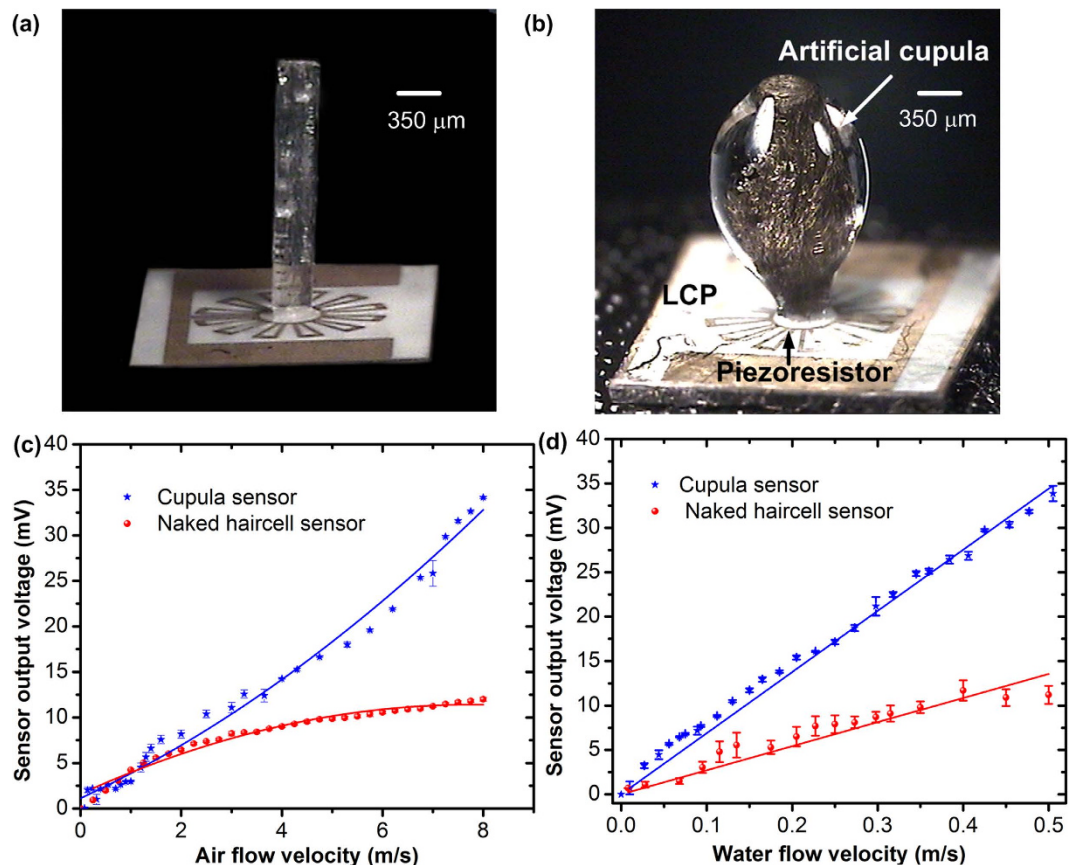 (a)
350 μm
(b)
Artificial cupula
350 μm
LCP
Piezoresistor
(c)
40
35
30
25
20
15
10
5
0
Sensor output voltage (mV)
Cupula sensor
Naked haircell sensor
0 2 4 6 8
Air flow velocity (m/s)
(d)
40
35
30
25
20
15
10
5
0
Sensor output voltage (mV)
Cupula sensor
Naked haircell sensor
0.0 0.1 0.2 0.3 0.4 0.5
Water flow velocity (m/s)